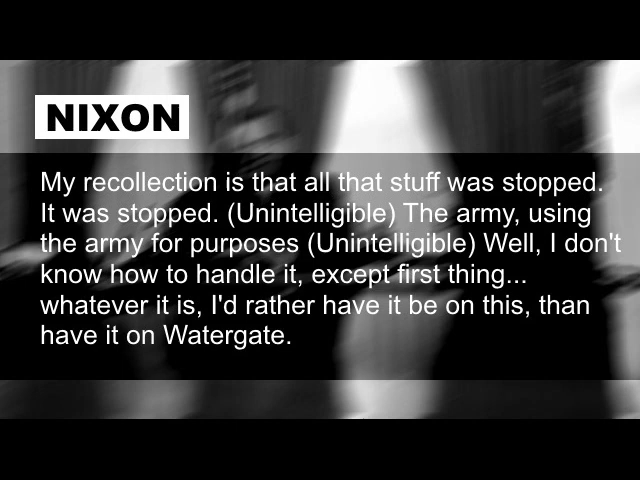 NIXON
My recollection is that all that stuff was stopped.
It was stopped. (Unintelligible) The army, using
the army for purposes (Unintelligible) Well, I don't
know how to handle it, except first thing...
whatever it is, I'd rather have it be on this, than
have it on Watergate.